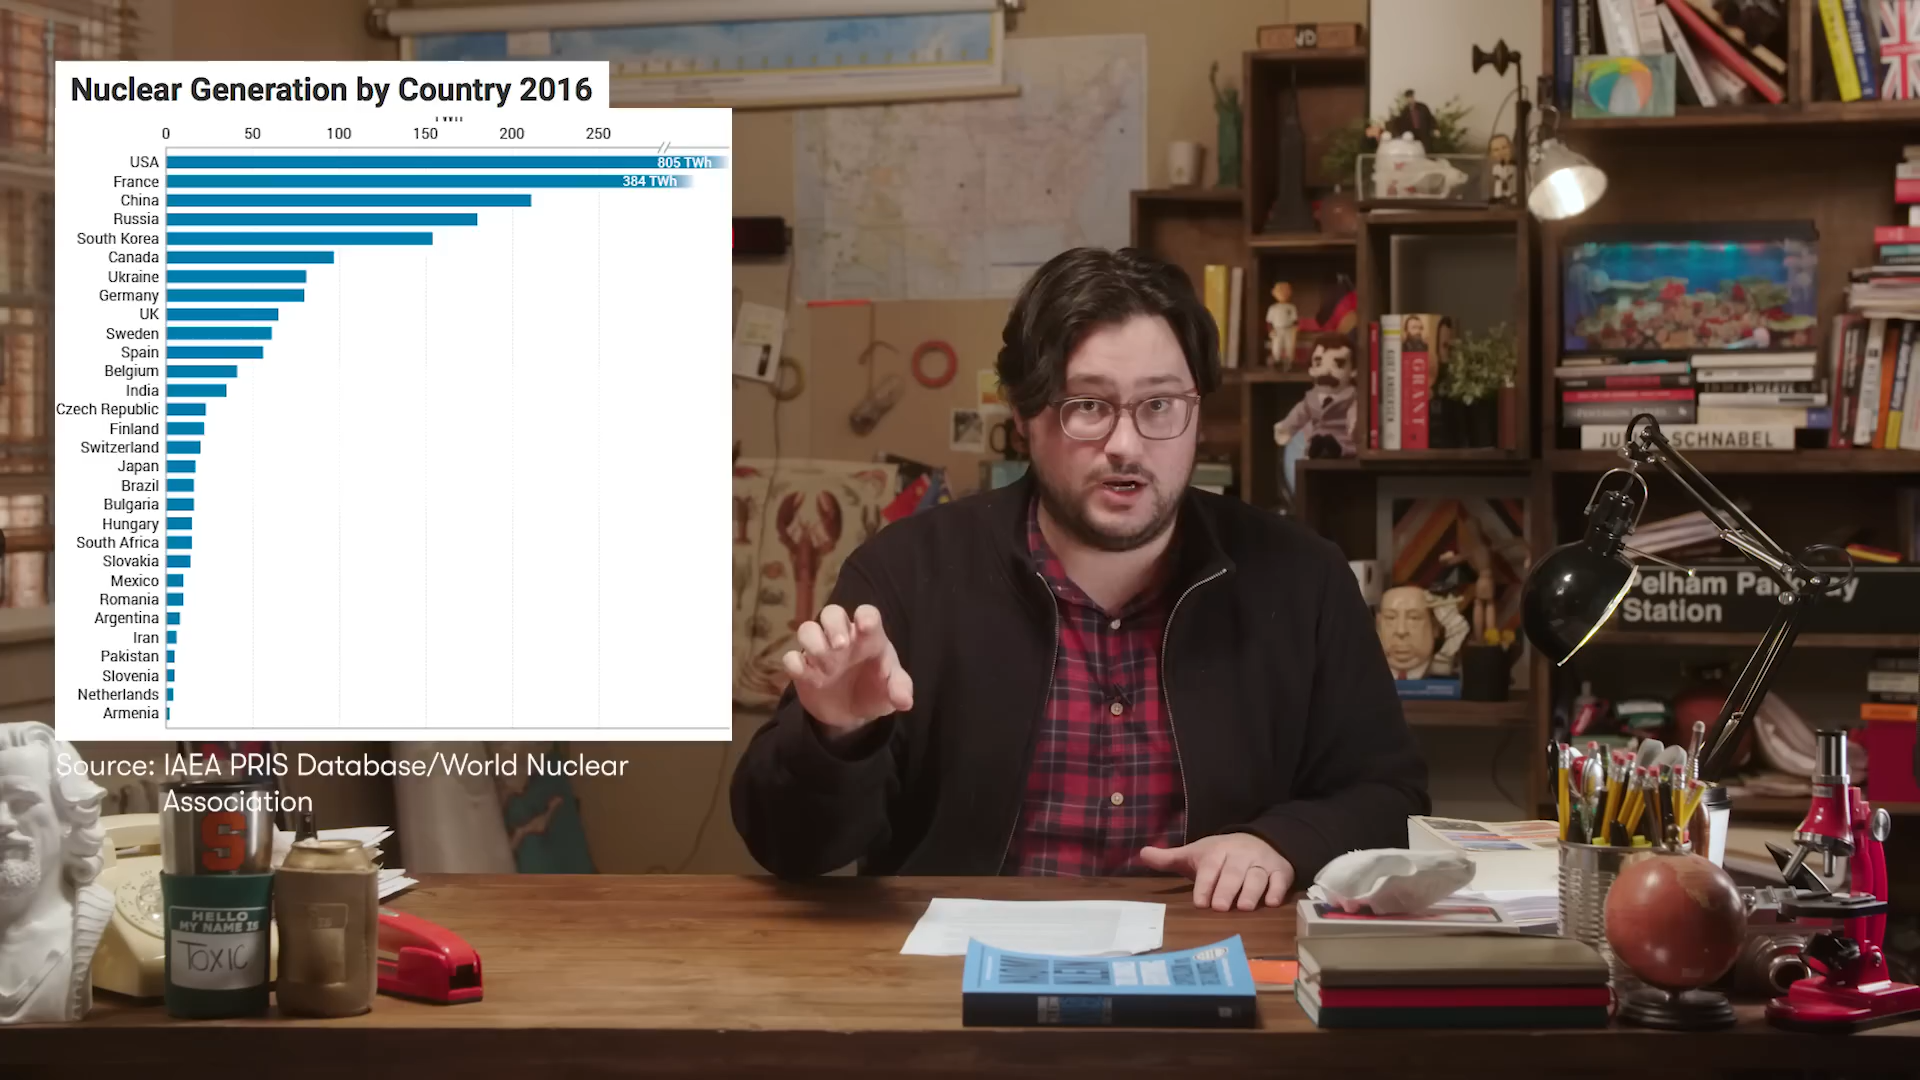 Nuclear Generation by Country 2016
0 50 100 150 200 250
USA 805 TWh
France 384 TWh
China
Russia
South Korea
Canada
Ukraine
Germany
UK
Sweden
Spain
Belgium
India
Czech Republic
Finland
Switzerland
Japan
Brazil
Bulgaria
Hungary
South Africa
Slovakia
Mexico
Romania
Argentina
Iran
Pakistan
Slovenia
Netherlands
Armenia
Source: IAEA PRIS Database/World Nuclear
Association
GRANT
SCHNABEL
Pelham
Station
S
HELLO
MY NAME IS
TOXIC